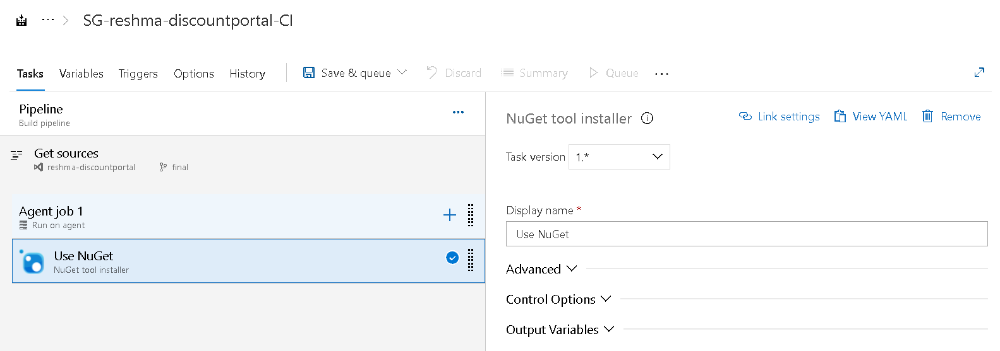 SG-reshma-discountportal-CI
Tasks Variables Triggers Options History Save & queue Discard Summary Queue
Pipeline
Build pipeline
Get sources
reshma-discountportal final
Agent job 1
Run on agent
Use NuGet
NuGet tool installer
NuGet tool installer Link settings View YAML Remove
Task version 1.*
Display name *
Use NuGet
Advanced
Control Options
Output Variables